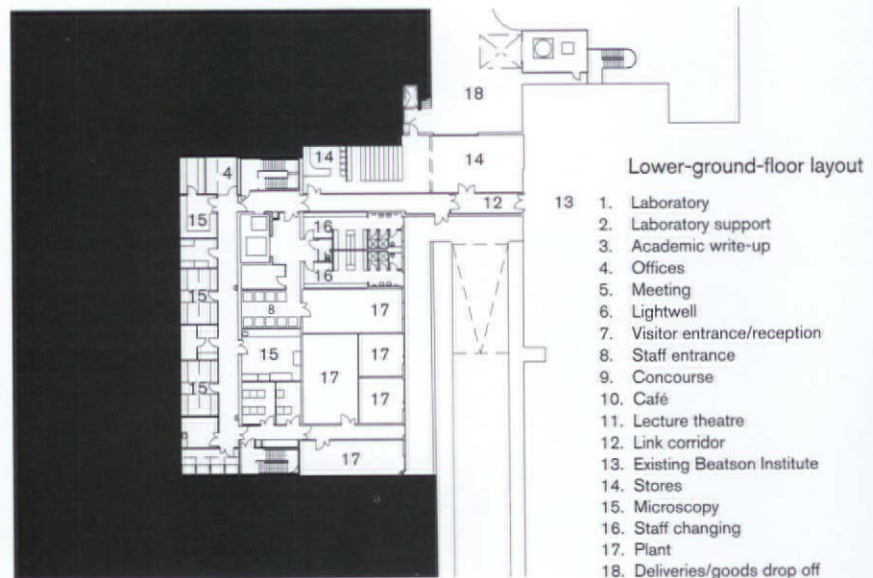 18
14
4
14
Lower-ground-floor layout
12
13
15
16
16
15
17
8
17
15
17
15
17
17
1. Laboratory
2. Laboratory support
3. Academic write-up
4. Offices
5. Meeting
6. Lightwell
7. Visitor entrance/reception
8. Staff entrance
9. Concourse
10. Café
11. Lecture theatre
12. Link corridor
13. Existing Beatson Institute
14. Stores
15. Microscopy
16. Staff changing
17. Plant
18. Deliveries/goods drop off